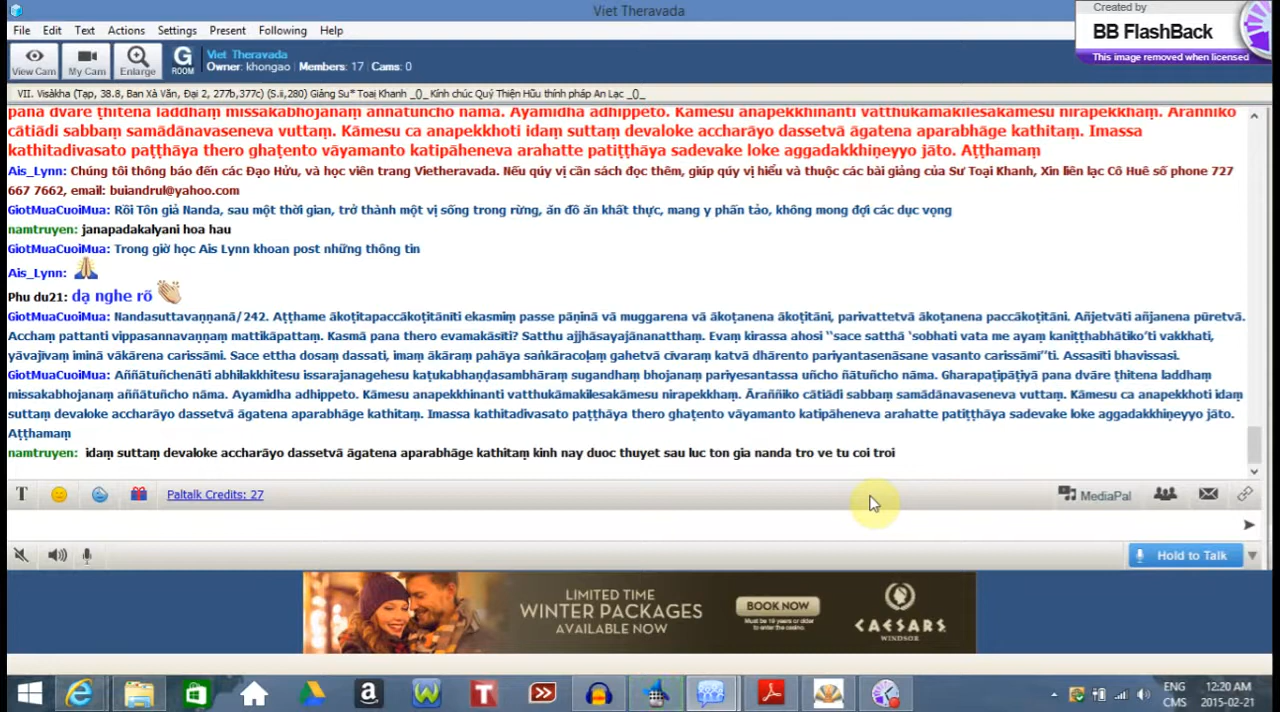 Viet Theravada
Created by
BB FlashBack
This image removed when licensed
File Edit Text Actions Settings Present Following Help
View Cam My Cam Enlarge G ROOM
Viet Theravada
Owner: khongao Members: 17 Cams: 0
VII. Visàkha (Tạp, 38.8, Ban Xà Văn, Đại 2, 277b,377c) (S.ii,280) Giảng Su* Toại Khanh _()_ Kính chúc Quý Thiện Hữu thính pháp An Lạc _()_
pana dvāre ṭhitena laddhaṃ missakabhojanaṃ aññātuñcho nāma. Ayamidha adhippeto. Kāmesu anapekkhinanti vatthukāmakilesakāmesu nirapekkhaṃ. Āraññiko
cātiādi sabbaṃ samādānavaseneva vuttaṃ. Kāmesu ca anapekkhoti idaṃ suttaṃ devaloke accharāyo dassetvā āgatena aparabhāge kathitaṃ. Imassa
kathitadivasato paṭṭhāya thero ghaṭento vāyamanto katipāheneva arahatte patiṭṭhāya sadevake loke aggadakkhiṇeyyo jāto. Aṭṭhamaṃ
Ais_Lynn: Chúng tôi thông báo đến các Đạo Hửu, và học viên trang Vietheravada. Nếu qúy vị cần sách đọc thêm, giúp qúy vị hiểu và thuộc các bài giảng của Sư Toại Khanh, Xin liên lạc Cô Huê số phone 727
667 7662, email: buiandrul@yahoo.com
GiotMuaCuoiMua: Rồi Tôn giả Nanda, sau một thời gian, trở thành một vị sống trong rừng, ăn đồ ăn khất thực, mang y phấn tảo, không mong đợi các dục vọng
namtruyen: janapadakalyani hoa hau
GiotMuaCuoiMua: Trong giờ học Ais Lynn khoan post những thông tin
Ais_Lynn:
Phu du21: dạ nghe rõ
GiotMuaCuoiMua: Nandasuttavaṇṇanā/242. Aṭṭhame ākoṭitapaccākoṭitānīti ekasmiṃ passe pāṇinā vā muggarena vā ākoṭanena ākoṭitāni, parivattetvā ākoṭanena paccākoṭitāni. Añjetvāti añjanena pūretvā.
Acchaṃ pattanti vippasannavaṇṇaṃ mattikāpattaṃ. Kasmā pana thero evamakāsīti? Satthu ajjhāsayajānanatthaṃ. Evaṃ kirassa ahosi "sace satthā 'sobhati vata me ayaṃ kaniṭṭhabhātiko'ti vakkhati,
yāvajīvaṃ iminā vākārena carissāmi. Sace ettha dosaṃ dassati, imaṃ ākāraṃ pahāya saṅkāracoḷaṃ gahetvā cīvaraṃ katvā dhārento pariyantasenāsane vasanto carissāmī"ti. Assasīti bhavissasi.
GiotMuaCuoiMua: Aññātuñchenāti abhilakkhitesu issarajanagehesu kaṭukabhaṇḍasambhāraṃ sugandhaṃ bhojanaṃ pariyesantassa uñcho ñātuñcho nāma. Gharapaṭipāṭiyā pana dvāre ṭhitena laddhaṃ
missakabhojanaṃ aññātuñcho nāma. Ayamidha adhippeto. Kāmesu anapekkhinanti vatthukāmakilesakāmesu nirapekkhaṃ. Āraññiko cātiādi sabbaṃ samādānavaseneva vuttaṃ. Kāmesu ca anapekkhoti idaṃ
suttaṃ devaloke accharāyo dassetvā āgatena aparabhāge kathitaṃ. Imassa kathitadivasato paṭṭhāya thero ghaṭento vāyamanto katipāheneva arahatte patiṭṭhāya sadevake loke aggadakkhiṇeyyo jāto.
Aṭṭhamaṃ
namtruyen: idaṃ suttaṃ devaloke accharāyo dassetvā āgatena aparabhāge kathitaṃ kinh nay duoc thuyet sau luc ton gia nanda tro ve tu coi troi
T Paltalk Credits: 27 MediaPal
Hold to Talk
LIMITED TIME
WINTER PACKAGES
AVAILABLE NOW
BOOK NOW
Must be 19 years or older
to enter the casino.
CAESARS
WINDSOR
ENG 12:20 AM
CMS 2015-02-21